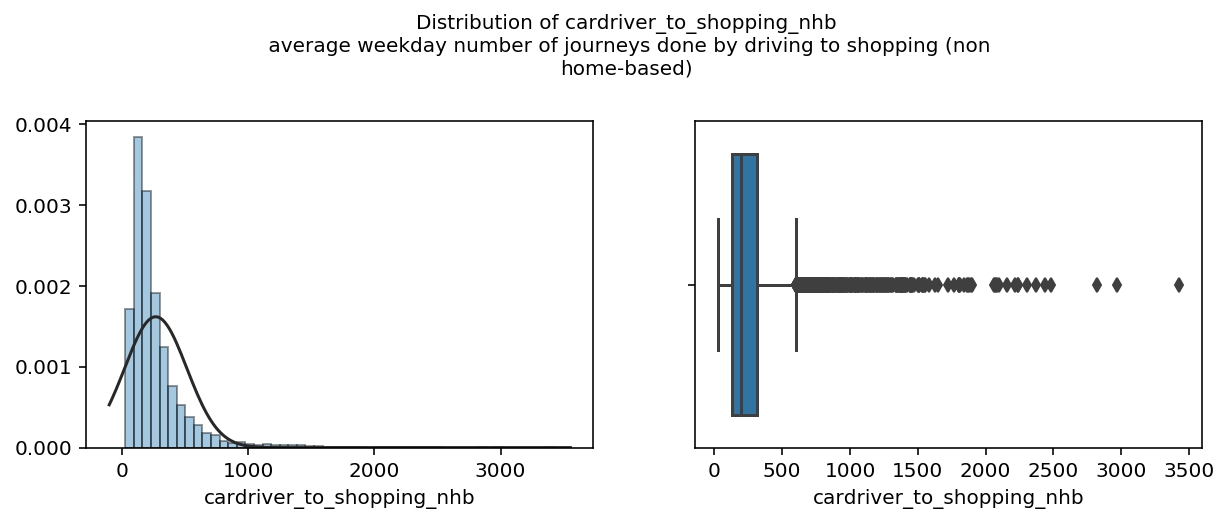 Distribution of cardriver_to_shopping_nhb
average weekday number of journeys done by driving to shopping (non
home-based)
0.004
0.003
0.002
0.001
0.000
0 1000 2000 3000
cardriver_to_shopping_nhb
0 500 1000 1500 2000 2500 3000 3500
cardriver_to_shopping_nhb